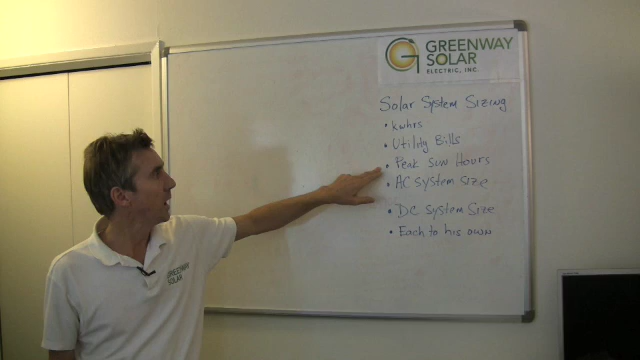 GREENWAY
SOLAR
ELECTRIC, INC.
Solar System Sizing
• kwhrs
• Utility Bills
• Peak Sun Hours
• AC System Size
• DC System Size
• Each to his own
GREENWAY
SOLAR